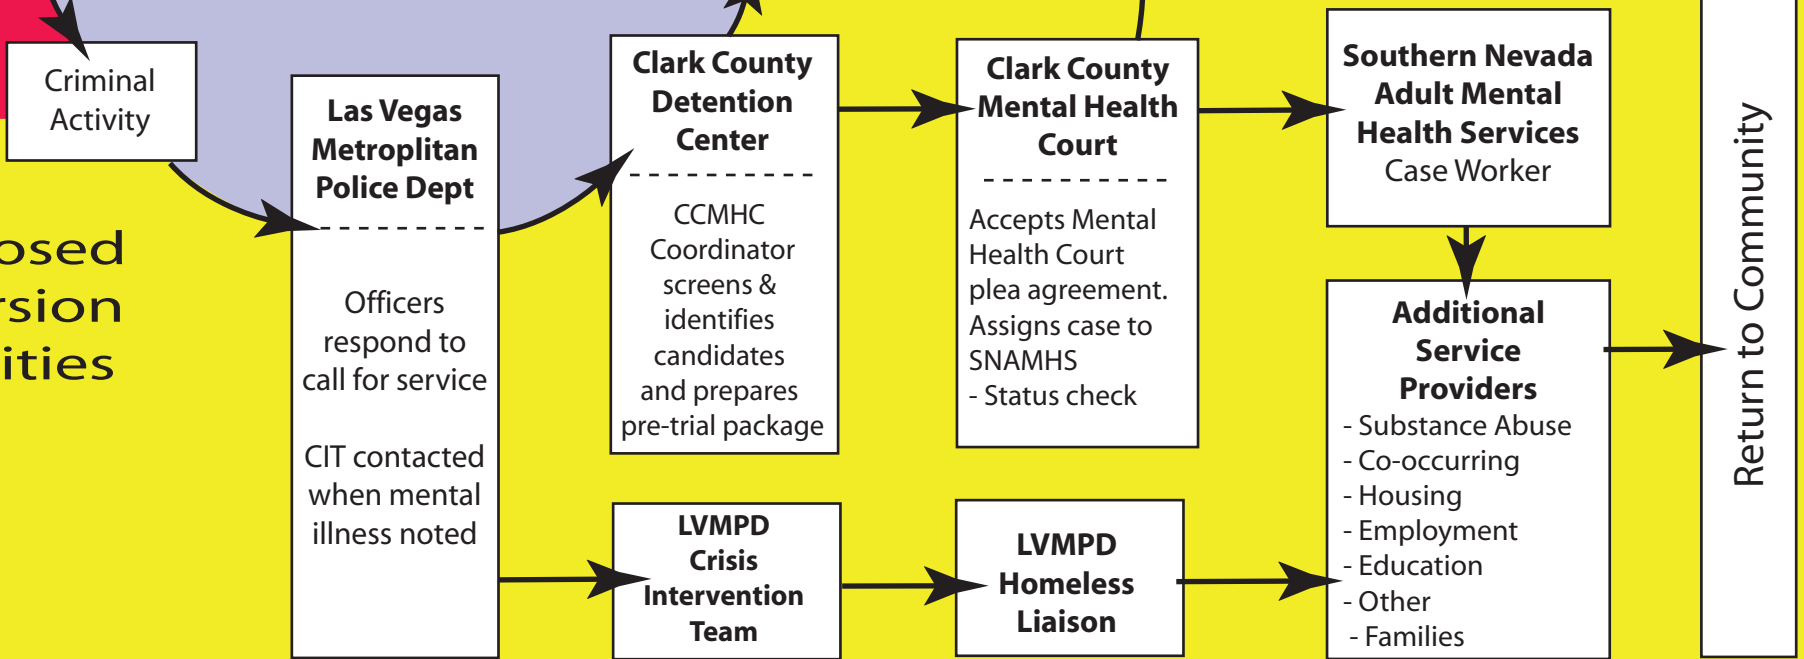 Criminal
Activity
osed
rsion
ities
Las Vegas
Metroplitan
Police Dept
Officers
respond to
call for service
CIT contacted
when mental
illness noted
Clark County
Detention
Center
CCMHC
Coordinator
screens &
identifies
candidates
and prepares
pre-trial package
LVMPD
Crisis
Intervention
Team
Clark County
Mental Health
Court
Accepts Mental
Health Court
plea agreement.
Assigns case to
SNAMHS
- Status check
LVMPD
Homeless
Liaison
Southern Nevada
Adult Mental
Health Services
Case Worker
Additional
Service
Providers
- Substance Abuse
- Co-occurring
- Housing
- Employment
- Education
- Other
- Families
Return to Community